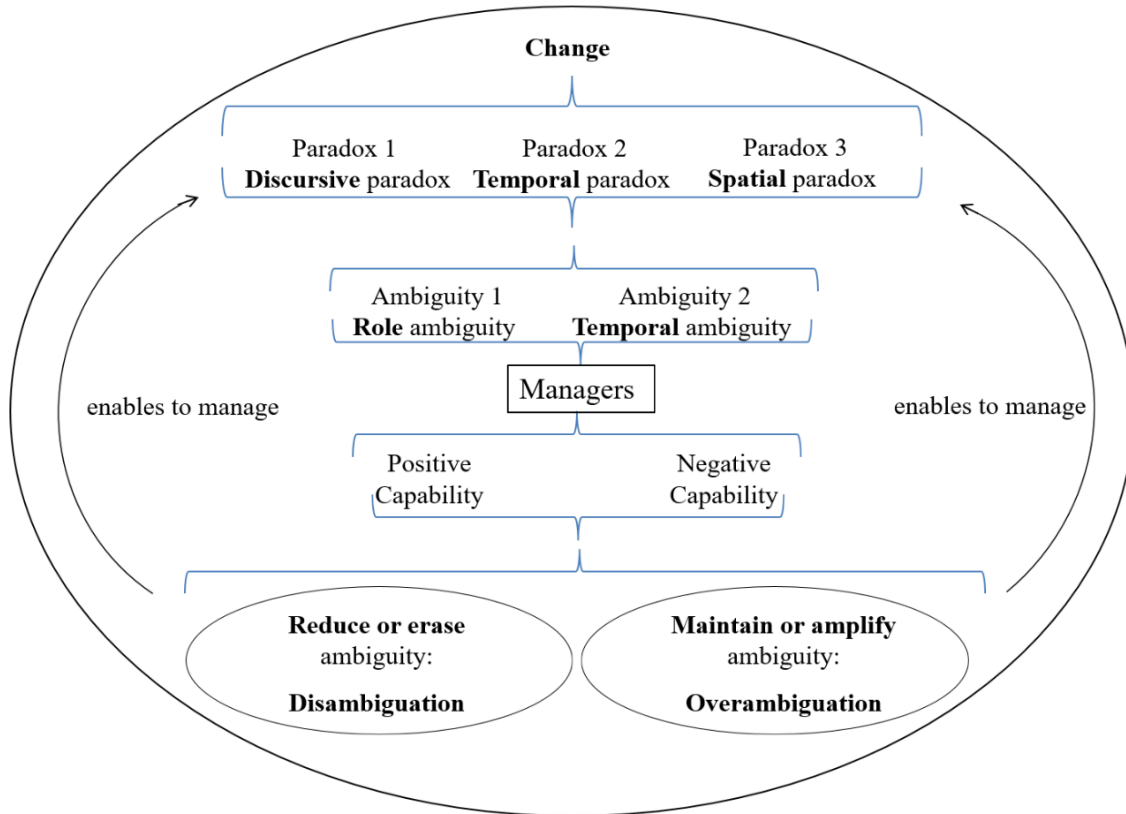 Change
Paradox 1
Discursive paradox
Paradox 2
Temporal paradox
Paradox 3
Spatial paradox
Ambiguity 1
Role ambiguity
Ambiguity 2
Temporal ambiguity
Managers
enables to manage
enables to manage
Positive
Capability
Negative
Capability
Reduce or erase
ambiguity:
Disambiguation
Maintain or amplify
ambiguity:
Overambiguation